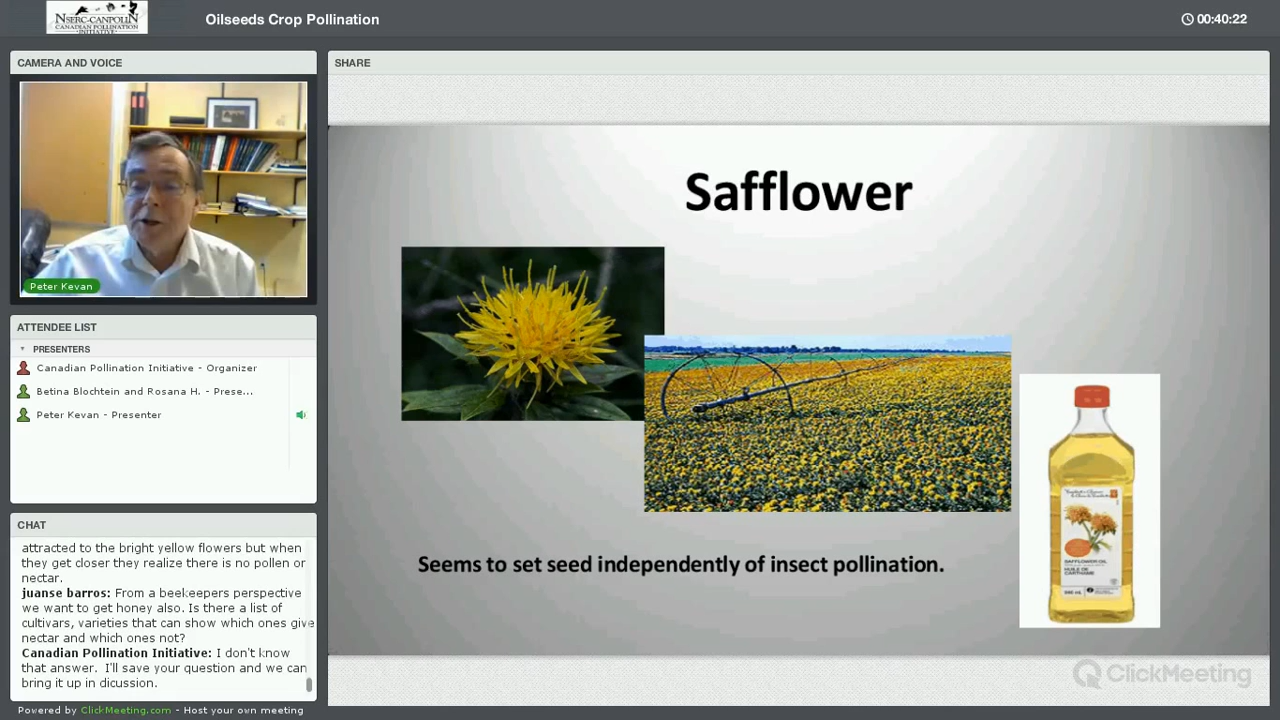 NSERC-CANPOLIN
CANADIAN POLLINATION
INITIATIVE
Oilseeds Crop Pollination
00:40:22
CAMERA AND VOICE
Peter Kevan
ATTENDEE LIST
PRESENTERS
Canadian Pollination Initiative - Organizer
Betina Blochtein and Rosana H. - Prese...
Peter Kevan - Presenter
CHAT
attracted to the bright yellow flowers but when
they get closer they realize there is no pollen or
nectar.
juanse barros: From a beekeepers perspective
we want to get honey also. Is there a list of
cultivars, varieties that can show which ones give
nectar and which ones not?
Canadian Pollination Initiative: I don't know
that answer. I'll save your question and we can
bring it up in dicussion.
Powered by ClickMeeting.com - Host your own meeting
SHARE
Safflower
SAFFLOWER OIL
HUILE DE
CARTHAME
Seems to set seed independently of insect pollination.
ClickMeeting